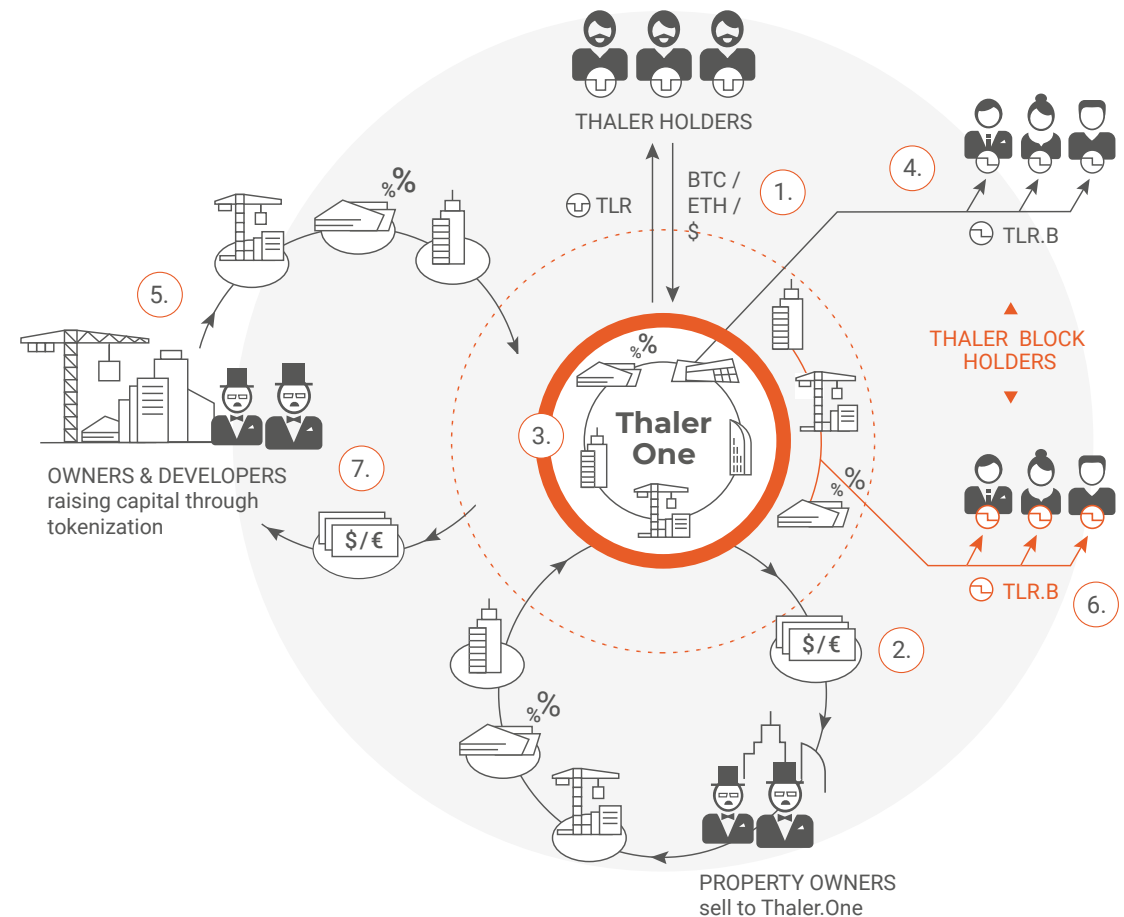 THALER HOLDERS
TLR
BTC /
ETH /
$
1.
4.
TLR.B
%%
5.
THALER BLOCK
HOLDERS
%%
Thaler
One
3.
OWNERS & DEVELOPERS
raising capital through
tokenization
7.
$/€
%%
TLR.B
6.
$/€
2.
%%
PROPERTY OWNERS
sell to Thaler.One